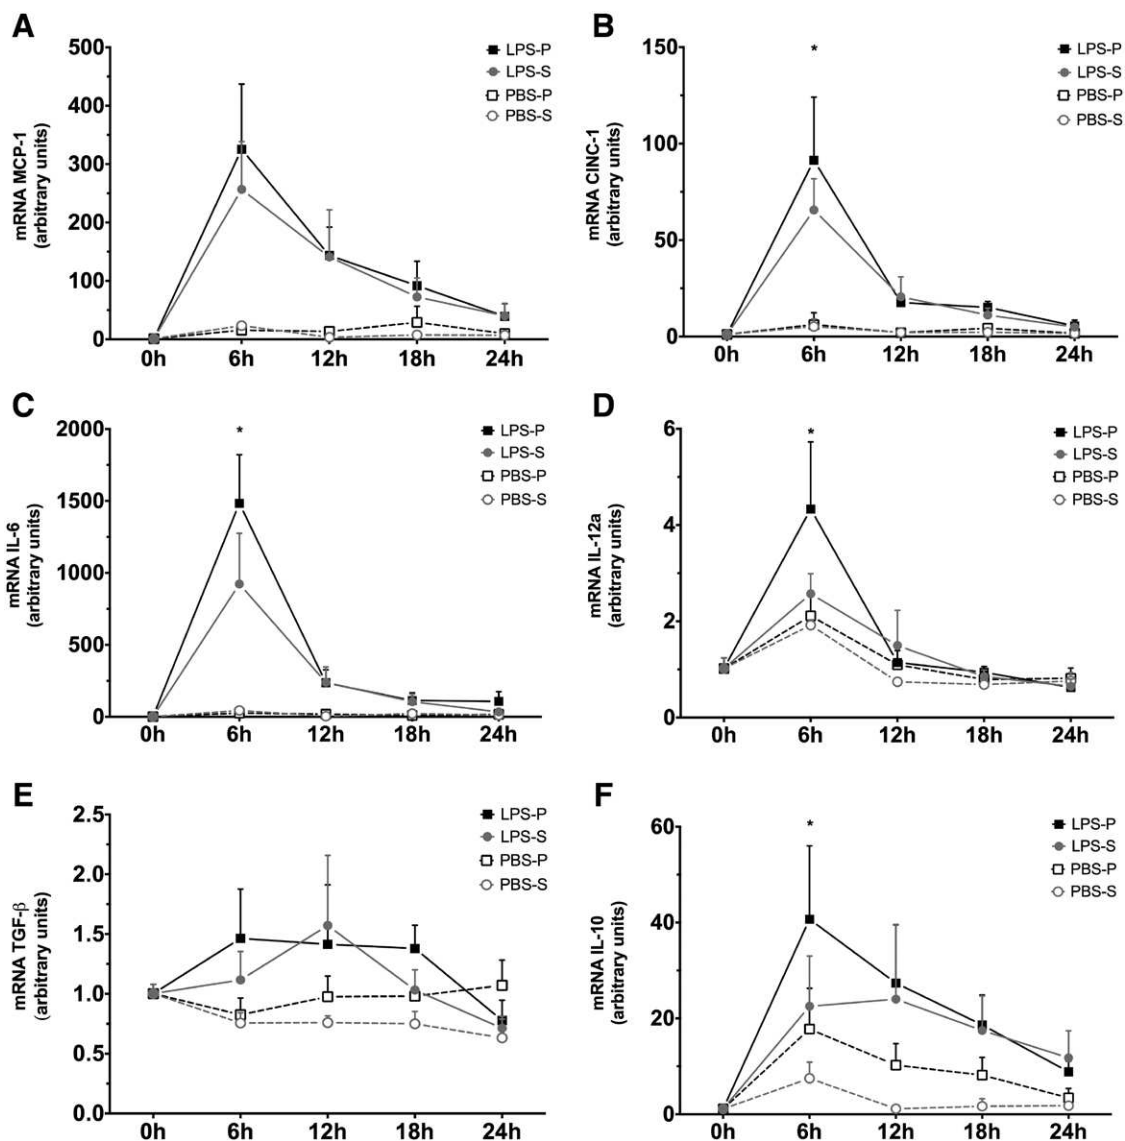 A
mRNA MCP-1
(arbitrary units)
500
400
300
200
100
0
0h 6h 12h 18h 24h
LPS-P
LPS-S
PBS-P
PBS-S
B
mRNA CINC-1
(arbitrary units)
150
100
50
0
0h 6h 12h 18h 24h
*
LPS-P
LPS-S
PBS-P
PBS-S
C
mRNA IL-6
(arbitrary units)
2000
1500
1000
500
0
0h 6h 12h 18h 24h
*
LPS-P
LPS-S
PBS-P
PBS-S
D
mRNA IL-12a
(arbitrary units)
6
4
2
0
0h 6h 12h 18h 24h
*
LPS-P
LPS-S
PBS-P
PBS-S
E
mRNA TGF-β
(arbitrary units)
2.5
2.0
1.5
1.0
0.5
0.0
0h 6h 12h 18h 24h
LPS-P
LPS-S
PBS-P
PBS-S
F
mRNA IL-10
(arbitrary units)
60
40
20
0
0h 6h 12h 18h 24h
*
LPS-P
LPS-S
PBS-P
PBS-S